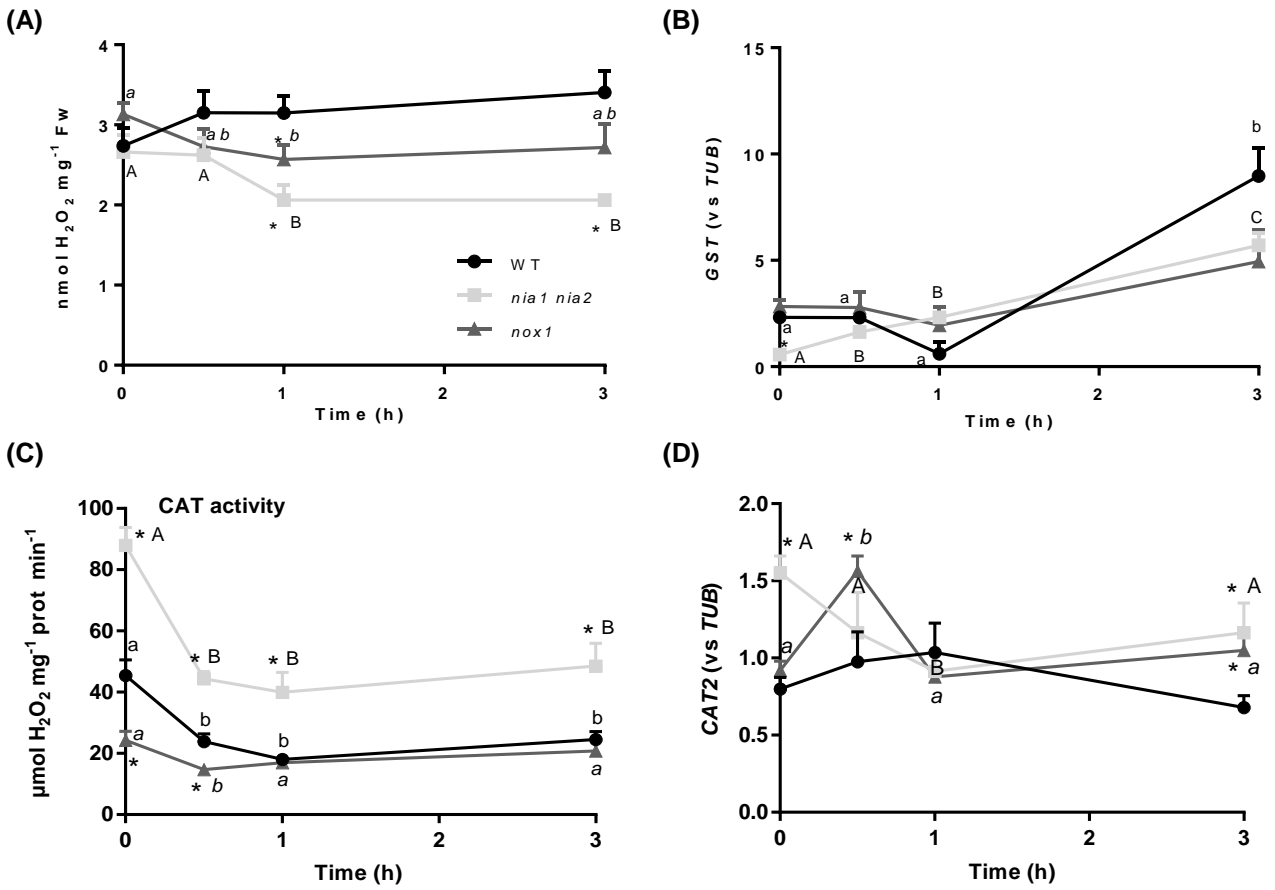 (A)
4
3
2
1
0
nmol H₂O₂ mg⁻¹ Fw
a
a b
* b
a b
A
A
* B
* B
WT
nia1 nia2
nox1
0
1
2
3
Time (h)
(B)
15
10
5
0
GST (vs TUB)
b
C
a
B
a
*
A
B
a
0
1
2
3
Time (h)
(C)
CAT activity
100
80
60
40
20
0
µmol H₂O₂ mg⁻¹ prot min⁻¹
* A
a
* B
* B
* B
b
b
b
a
*
* b
a
a
0
1
2
3
Time (h)
(D)
2.0
1.5
1.0
0.5
0.0
CAT2 (vs TUB)
* A
* b
A
* A
a
B
a
* a
0
1
2
3
Time (h)